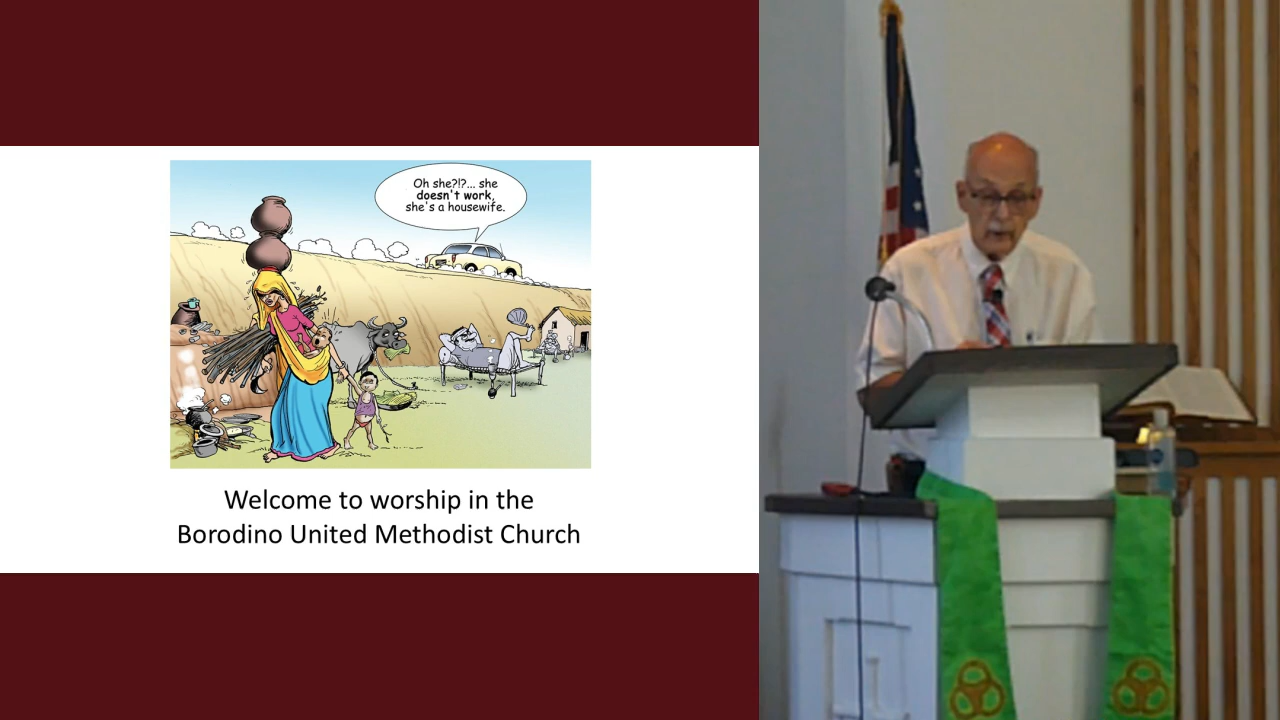 Oh she?!?... she
doesn't work,
she's a housewife.
Welcome to worship in the
Borodino United Methodist Church